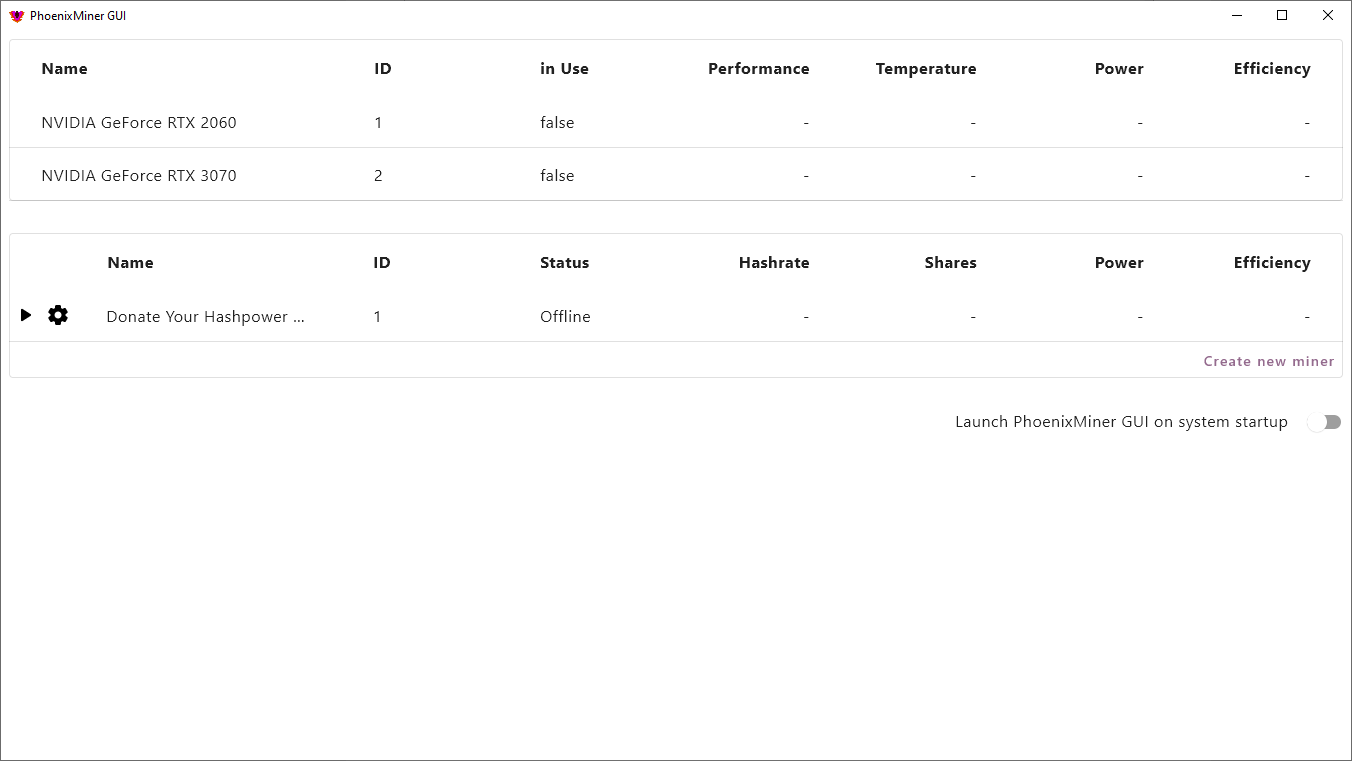 PhoenixMiner GUI
Name ID in Use Performance Temperature Power Efficiency
NVIDIA GeForce RTX 2060 1 false - - - -
NVIDIA GeForce RTX 3070 2 false - - - -
Name ID Status Hashrate Shares Power Efficiency
Donate Your Hashpower ... 1 Offline - - - -
Create new miner
Launch PhoenixMiner GUI on system startup